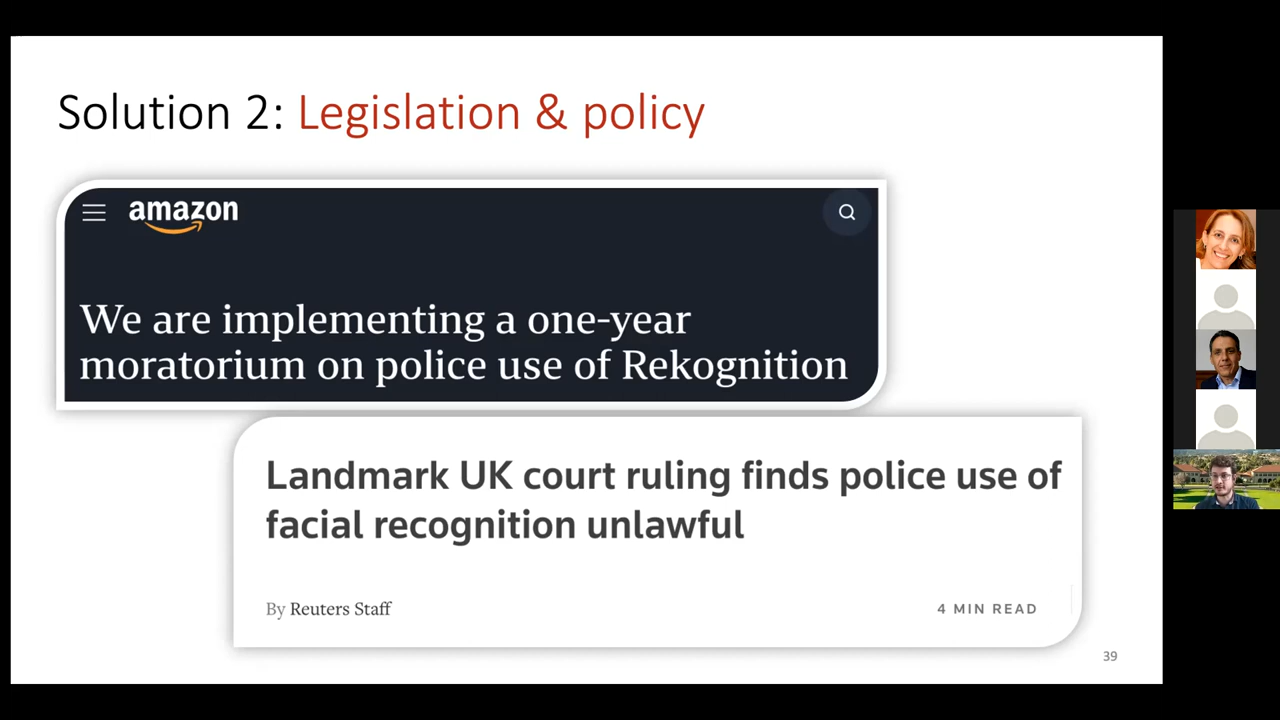 Solution 2: Legislation & policy
amazon
We are implementing a one-year
moratorium on police use of Rekognition
Landmark UK court ruling finds police use of
facial recognition unlawful
By Reuters Staff
4 MIN READ
39